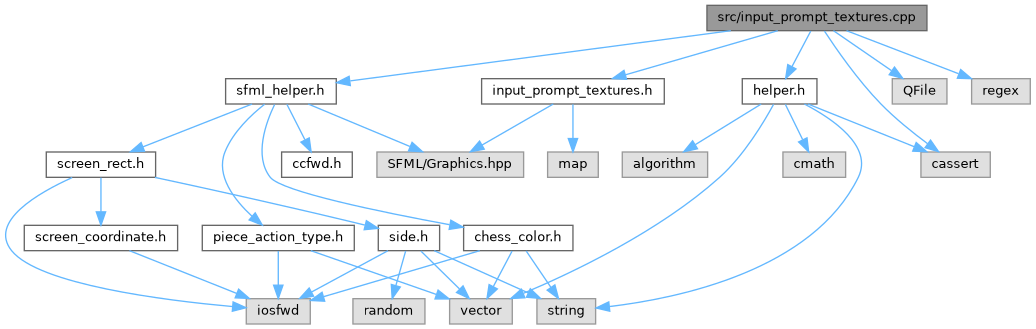 src/input_prompt_textures.cpp
sfml_helper.h
input_prompt_textures.h
helper.h
QFile
regex
screen_rect.h
ccfwd.h
SFML/Graphics.hpp
map
algorithm
cmath
cassert
screen_coordinate.h
piece_action_type.h
side.h
chess_color.h
iosfwd
random
vector
string